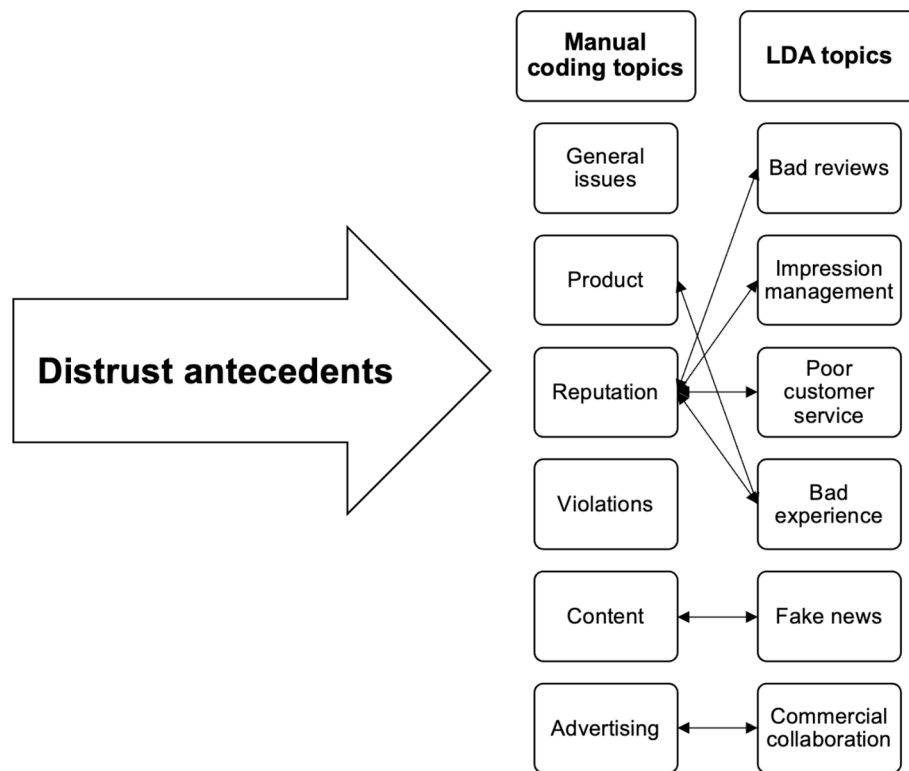 Manual
coding topics
LDA topics
General
issues
Bad reviews
Product
Impression
management
Distrust antecedents
Reputation
Poor
customer
service
Violations
Bad
experience
Content
Fake news
Advertising
Commercial
collaboration